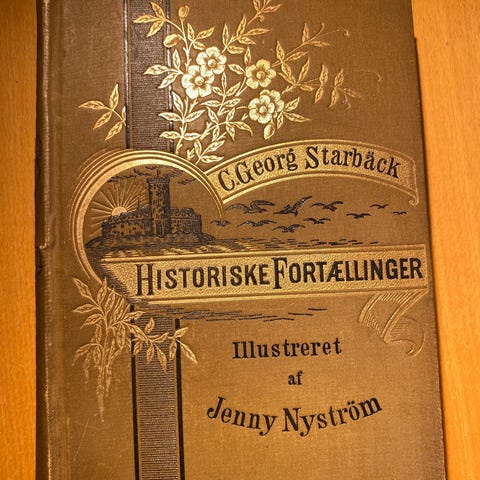 C. Georg Starbäck
HISTORISKE FORTÆLLINGER
Illustreret
af
Jenny Nyström